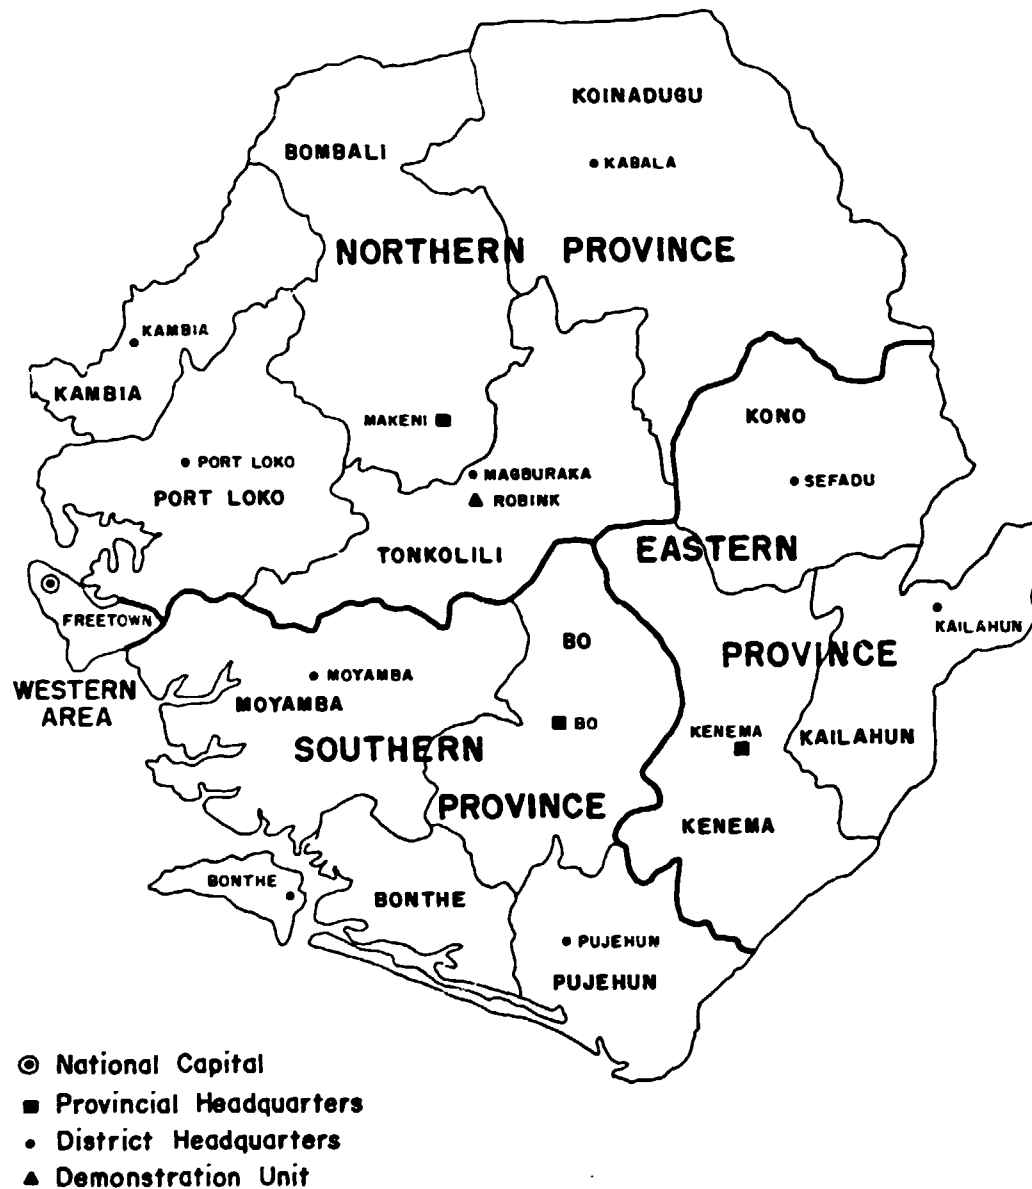 KOINADUGU
BOMBALI
KABALA
NORTHERN PROVINCE
KAMBIA
KAMBIA
MAKENI
KONO
PORT LOKO
MAGBURAKA
SEFADU
PORT LOKO
ROBINK
TONKOLILI
EASTERN
FREETOWN
KAILAHUN
BO
PROVINCE
MOYAMBA
WESTERN
AREA
MOYAMBA
BO
KENEMA
KAILAHUN
SOUTHERN
PROVINCE
KENEMA
BONTHE
BONTHE
PUJEHUN
PUJEHUN
National Capital
Provincial Headquarters
District Headquarters
Demonstration Unit